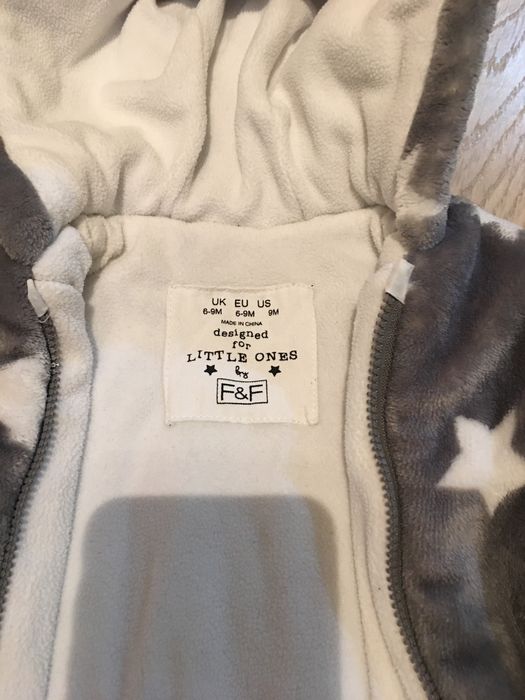 UK EU US
6-9M 6-9M 9M
MADE IN CHINA
designed
for
LITTLE ONES
by
F&F